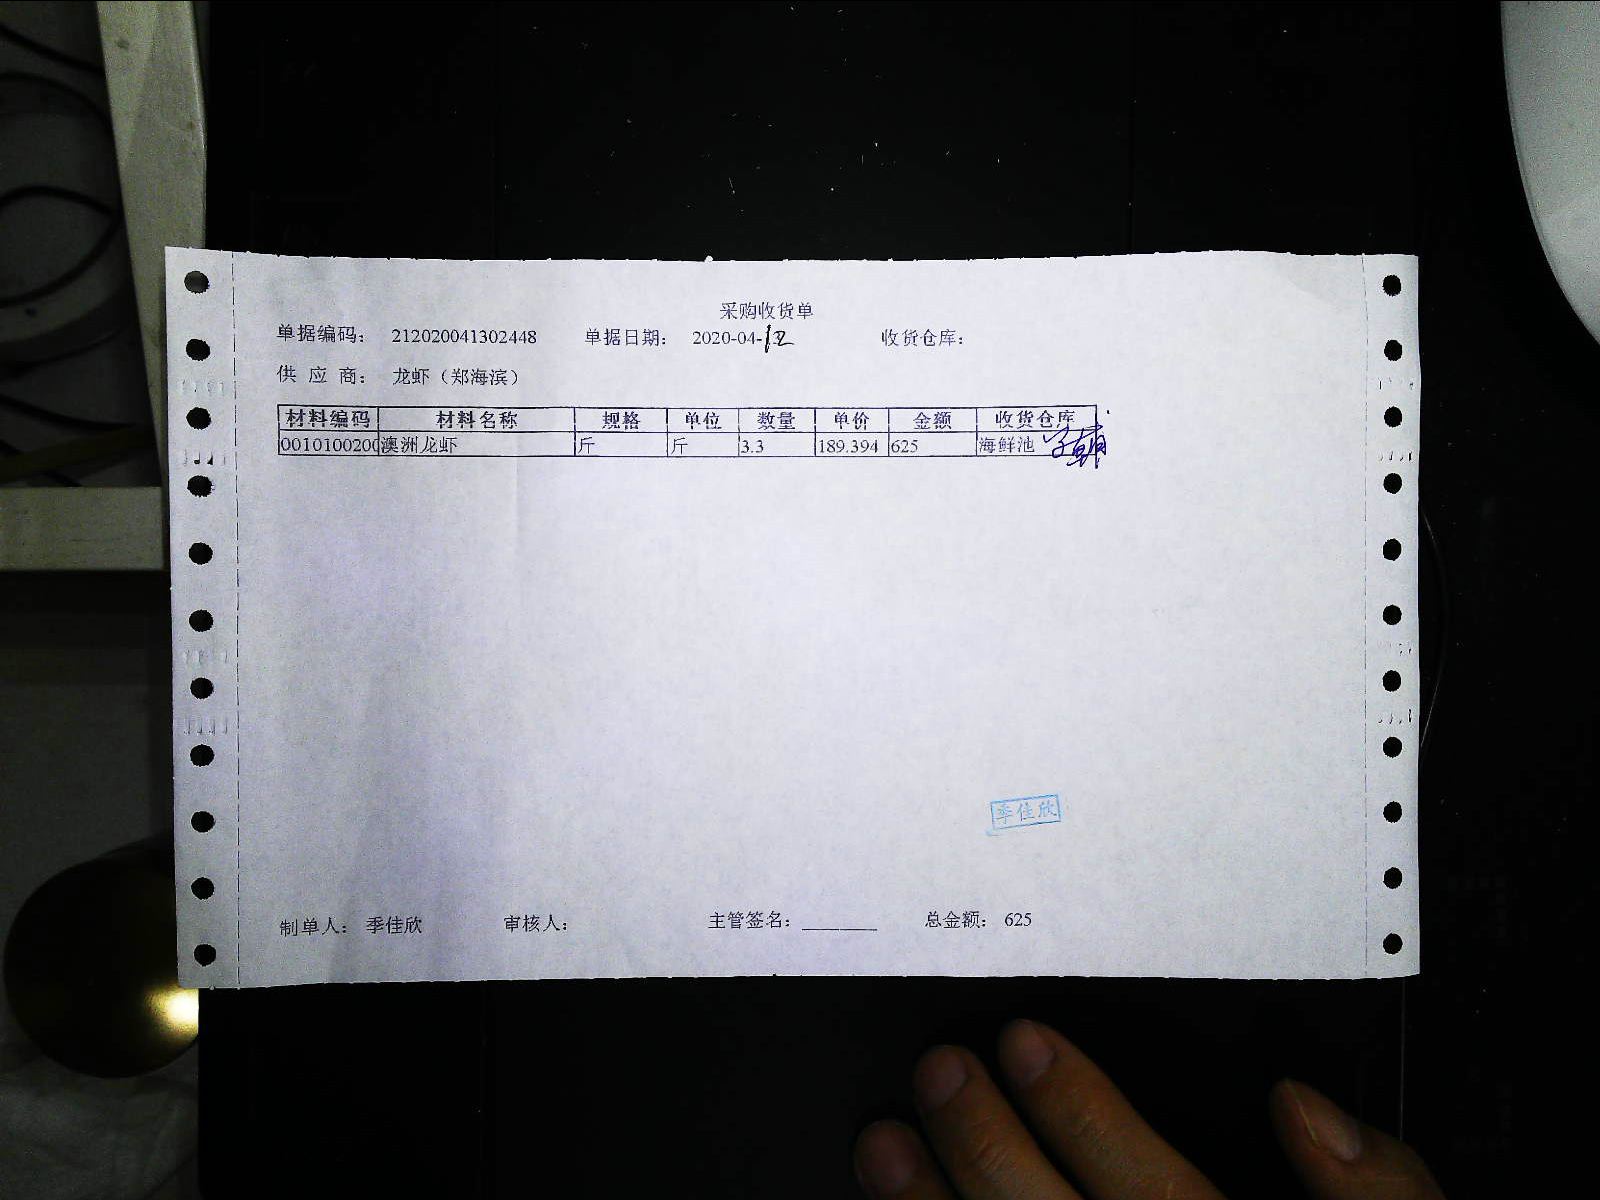 采购收货单
单据编码： 212020041302448 单据日期： 2020-04-12 收货仓库：
供 应 商： 龙虾（郑海滨）
材料编码 材料名称 规格 单位 数量 单价 金额 收货仓库
0010100200 澳洲龙虾 斤 斤 3.3 189.394 625 海鲜池
季佳欣
制单人： 季佳欣 审核人： 主管签名： 总金额： 625